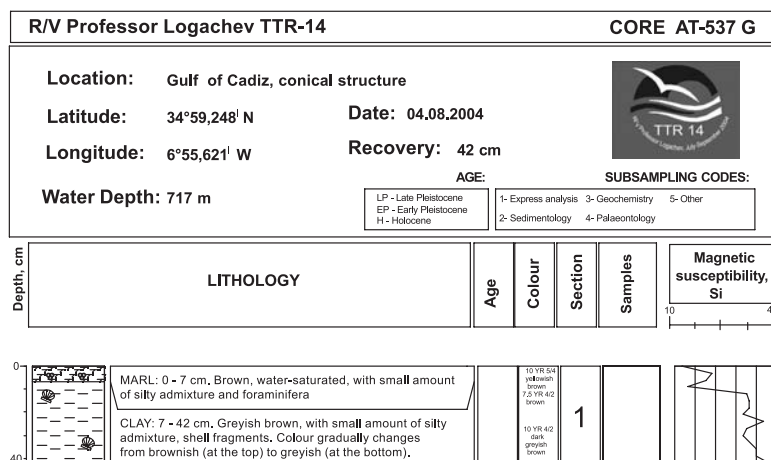 R/V Professor Logachev TTR-14
CORE AT-537 G
Location: Gulf of Cadiz, conical structure
Latitude: 34°59,248ᴵ N
Date: 04.08.2004
Longitude: 6°55,621ᴵ W
Recovery: 42 cm
Water Depth: 717 m
TTR 14
AGE:
LP - Late Pleistocene
EP - Early Pleistocene
H - Holocene
SUBSAMPLING CODES:
1- Express analysis 3- Geochemistry 5- Other
2- Sedimentology 4- Palaeontology
Depth, cm
LITHOLOGY
Age
Colour
Section
Samples
Magnetic
susceptibility,
Si
10
4
0
MARL: 0 - 7 cm. Brown, water-saturated, with small amount
of silty admixture and foraminifera
CLAY: 7 - 42 cm. Greyish brown, with small amount of silty
admixture, shell fragments. Colour gradually changes
from brownish (at the top) to greyish (at the bottom).
10 YR 5/4
yellowish
brown
7,5 YR 4/2
brown
10 YR 4/2
dark
greyish
brown
1
40